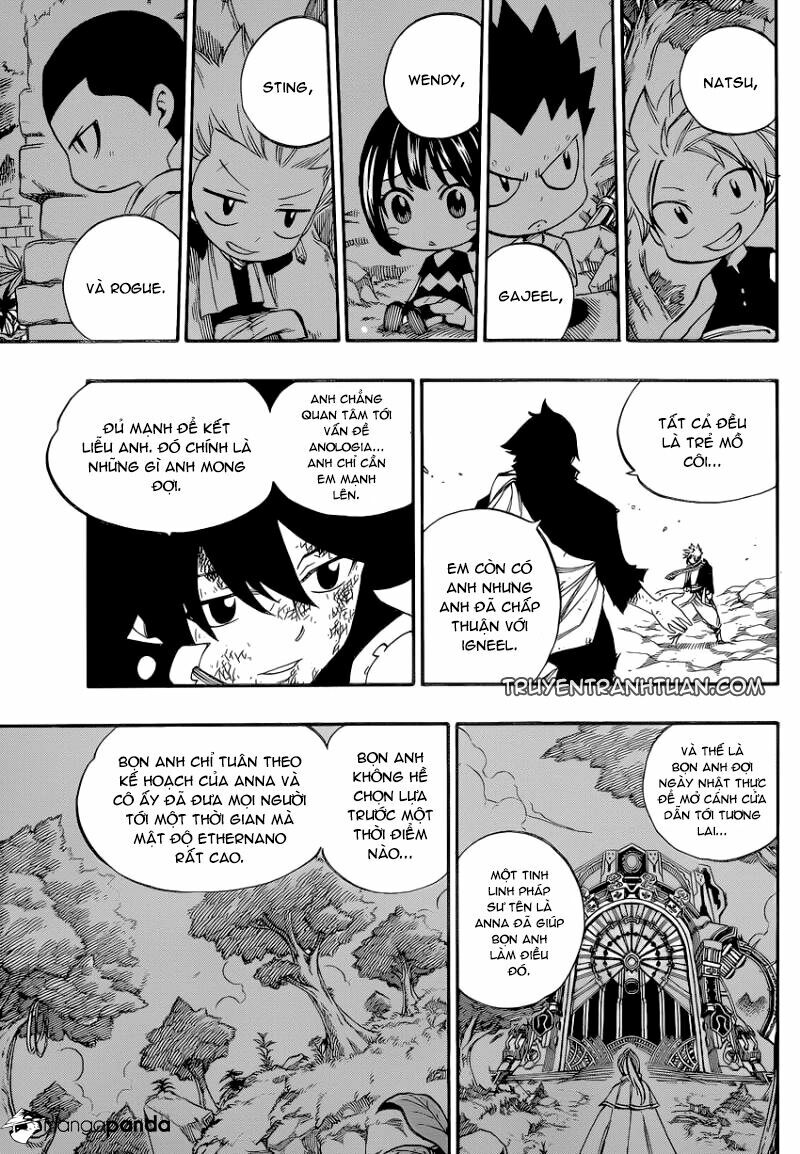 NATSU,
GAJEEL,
WENDY,
STING,
VÀ ROGUE.
TẤT CẢ ĐỀU
LÀ TRẺ MỒ
CÔI...
EM CÒN CÓ
ANH NHƯNG
ANH ĐÃ CHẤP
THUẬN VỚI
IGNEEL.
ANH CHẲNG
QUAN TÂM TỚI
VẤN ĐỀ
ANOLOGIA...
ANH CHỈ CẦN
EM MẠNH
LÊN.
ĐỦ MẠNH ĐỂ KẾT
LIỄU ANH. ĐÓ CHÍNH LÀ
NHỮNG GÌ ANH MONG
ĐỢI.
TRUYENTRANHTUAN.COM
VÀ THẾ LÀ
BỌN ANH ĐỢI
NGÀY NHẬT THỰC
ĐỂ MỞ CÁNH CỬA
DẪN TỚI TƯƠNG
LAI...
MỘT TINH
LINH PHÁP
SƯ TÊN LÀ
ANNA ĐÃ GIÚP
BỌN ANH
LÀM ĐIỀU
ĐÓ.
BỌN ANH
KHÔNG HỀ
CHỌN LỰA
TRƯỚC MỘT
THỜI ĐIỂM
NÀO...
BỌN ANH CHỈ TUÂN THEO
KẾ HOẠCH CỦA ANNA VÀ
CÔ ẤY ĐÃ ĐƯA MỌI NGƯỜI
TỚI MỘT THỜI GIAN MÀ
MẬT ĐỘ ETHERNANO
RẤT CAO.
Mangapanda